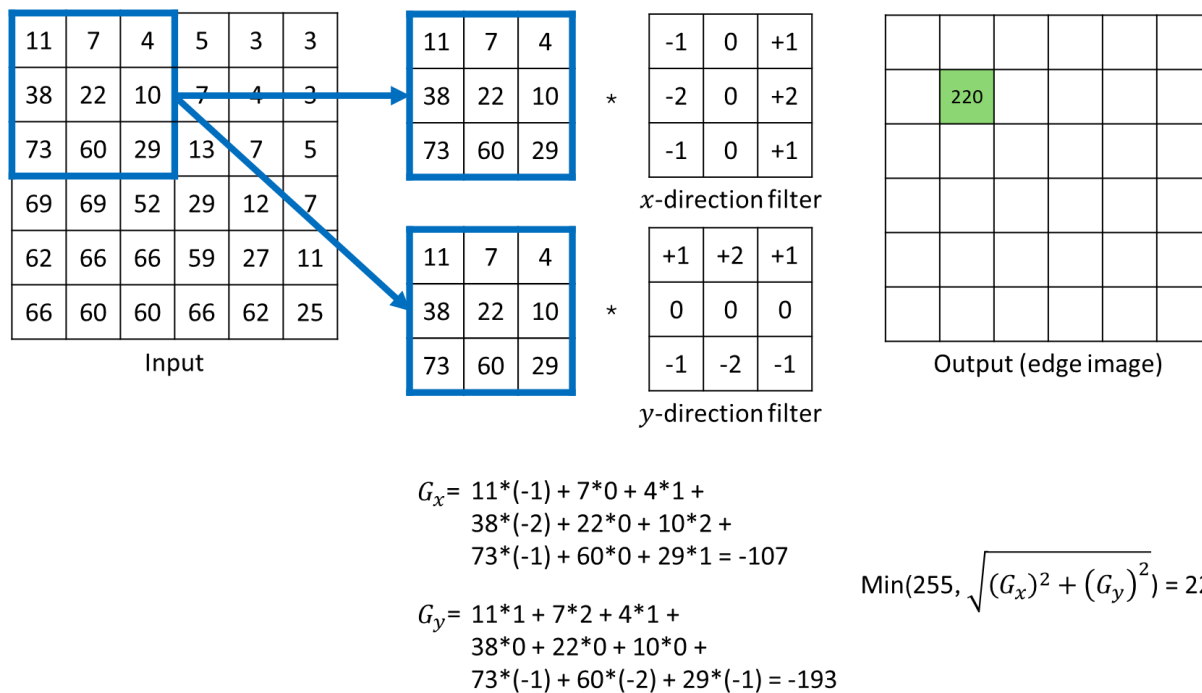 11 7 4 5 3 3
38 22 10 7 4 3
73 60 29 13 7 5
69 69 52 29 12 7
62 66 66 59 27 11
66 60 60 66 62 25
Input
11 7 4
38 22 10
73 60 29
*
-1 0 +1
-2 0 +2
-1 0 +1
x-direction filter
11 7 4
38 22 10
73 60 29
*
+1 +2 +1
0 0 0
-1 -2 -1
y-direction filter
220
Output (edge image)
Gx= 11*(-1) + 7*0 + 4*1 +
38*(-2) + 22*0 + 10*2 +
73*(-1) + 60*0 + 29*1 = -107
Gy= 11*1 + 7*2 + 4*1 +
38*0 + 22*0 + 10*0 +
73*(-1) + 60*(-2) + 29*(-1) = -193
Min(255, √((Gx)² + (Gy)²)) = 22